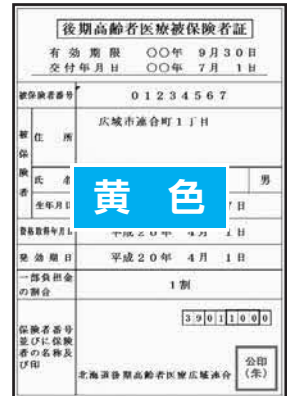 後期高齢者医療被保険者証
有効期限 〇〇年 9月30日
交付年月日 〇〇年 7月 1日
被保険者番号 01234567
被保険者
住所 広域市連合町1丁目
氏名 男
生年月日 7日
黄色
資格取得年月日 平成20年 4月 1日
発効期日 平成20年 4月 1日
一部負担金の割合 1割
保険者番号並びに保険者の名称及び印
39011000
北海道後期高齢者医療広域連合
公印(朱)